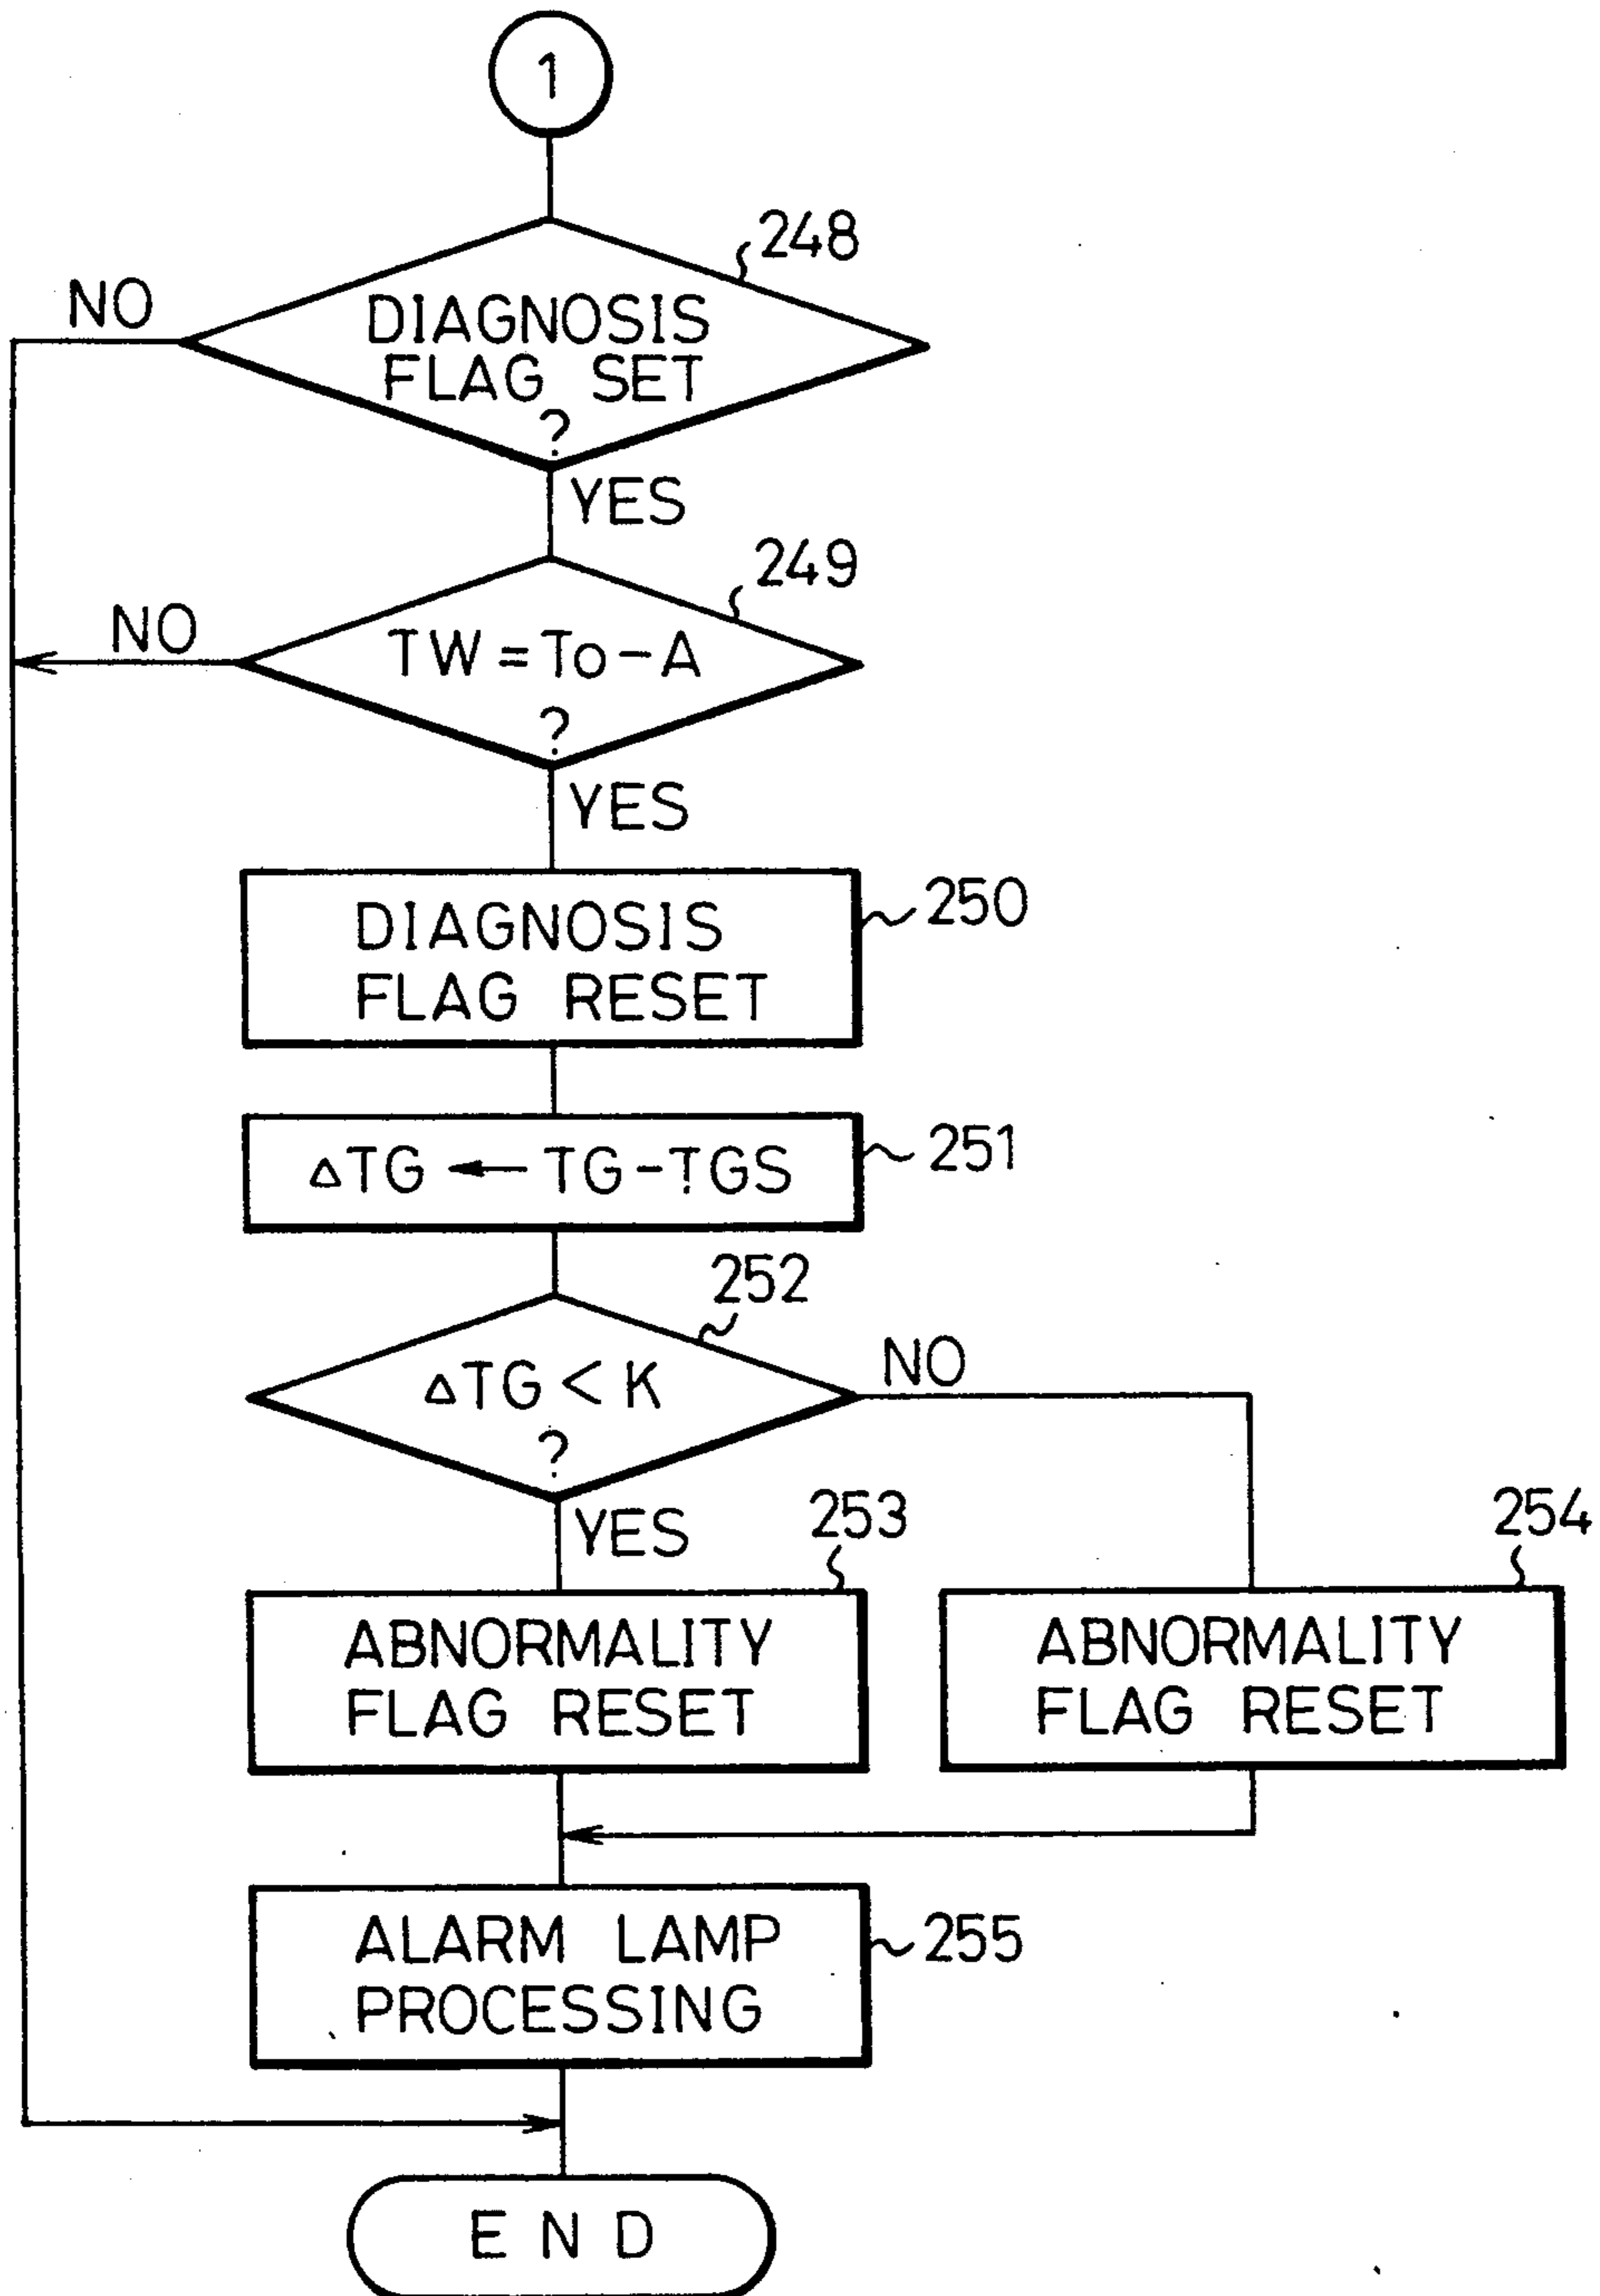 1
248
NO
DIAGNOSIS
FLAG SET
?
YES
249
NO
TW = To - A
?
YES
250
DIAGNOSIS
FLAG RESET
251
ΔTG ← TG - TGS
252
ΔTG < K
?
NO
YES
253
ABNORMALITY
FLAG RESET
254
ABNORMALITY
FLAG RESET
255
ALARM LAMP
PROCESSING
END